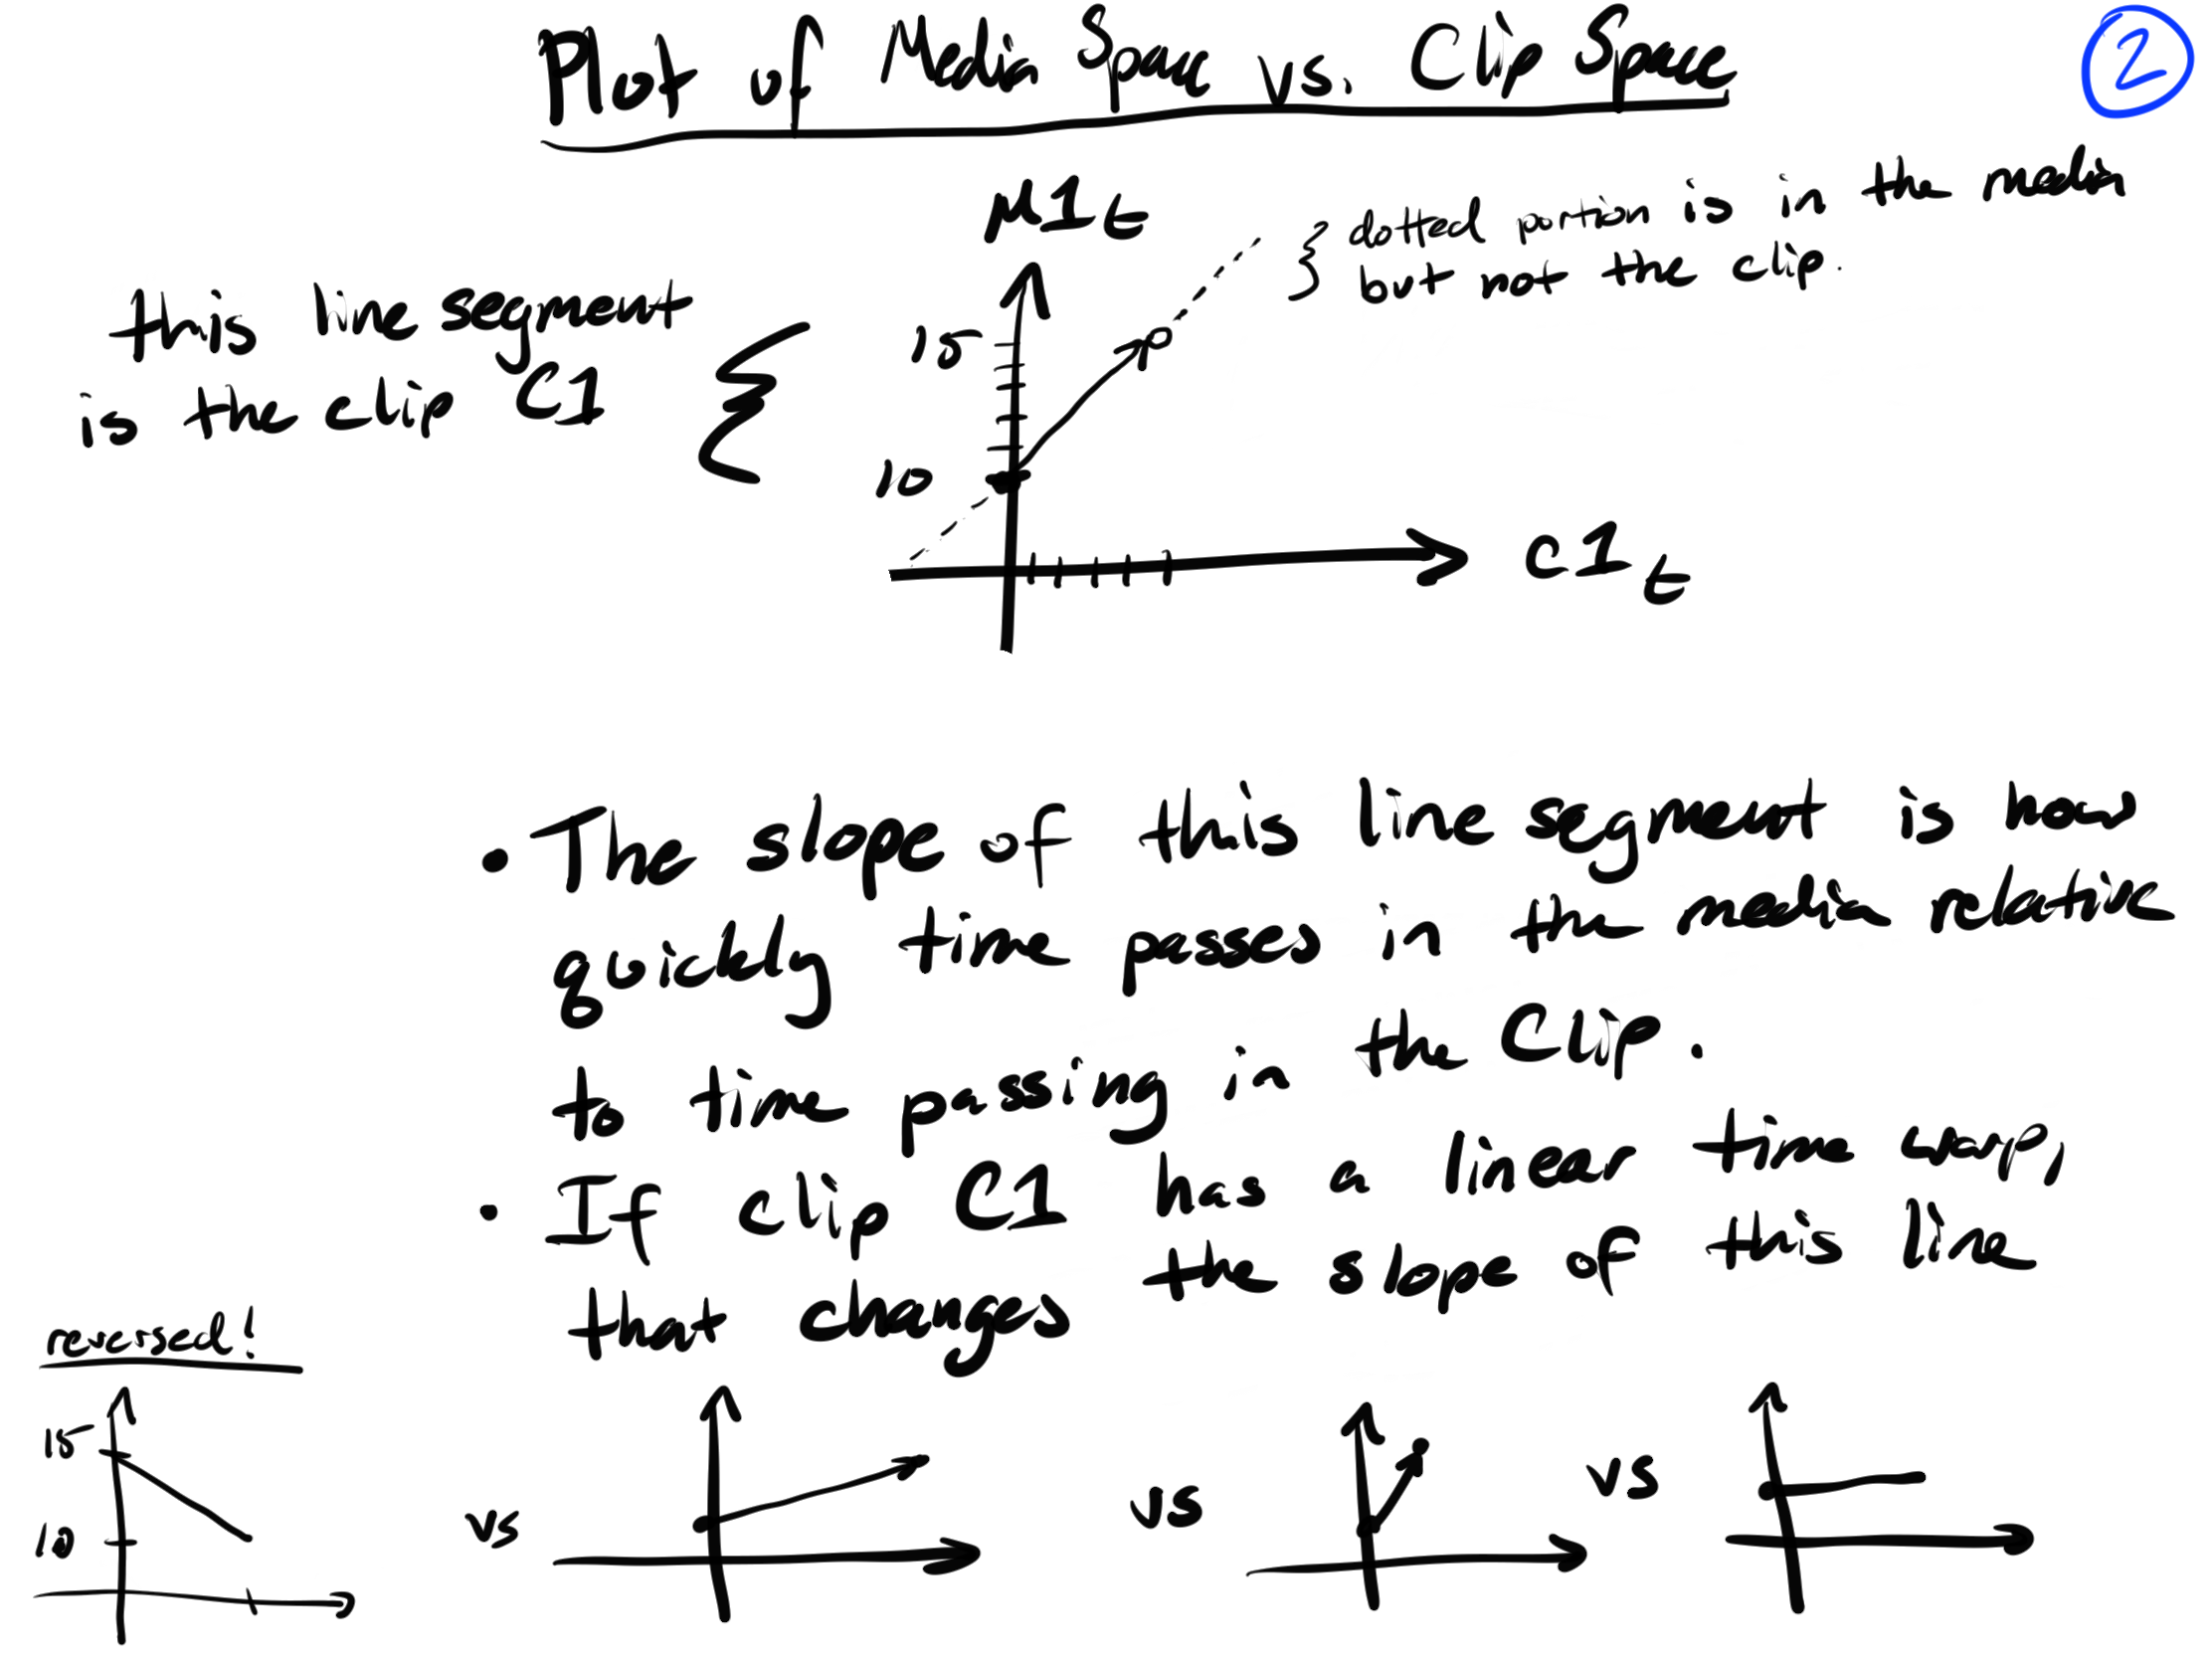 Plot of Media Space vs. Clip Space
2
M1t
{ dotted portion is in the media
but not the clip.
this line segment
is the clip C1
15
10
C1t
• The slope of this line segment is how
quickly time passes in the media relative
to time passing in the Clip.
• If clip C1 has a linear time warp,
that changes the slope of this line
reversed!
15
10
vs
vs
vs